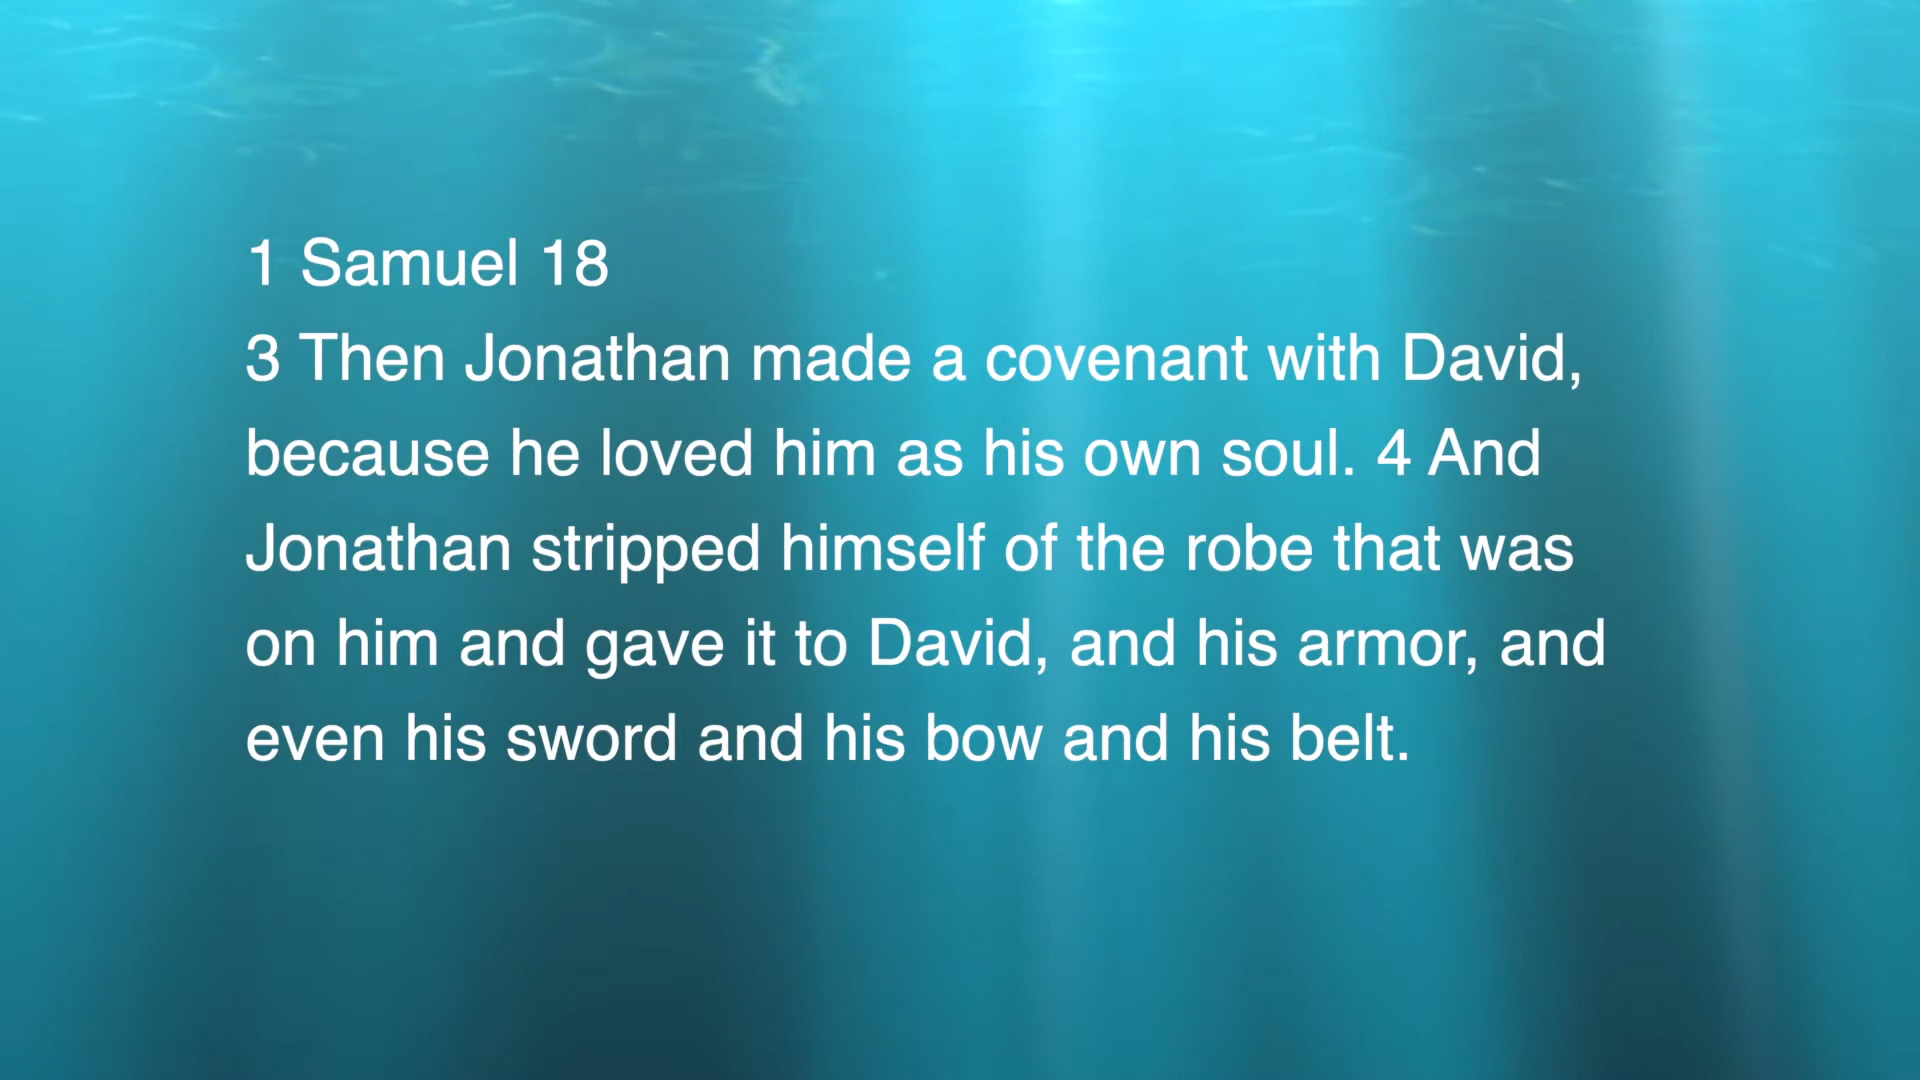 1 Samuel 18
3 Then Jonathan made a covenant with David,
because he loved him as his own soul. 4 And
Jonathan stripped himself of the robe that was
on him and gave it to David, and his armor, and
even his sword and his bow and his belt.